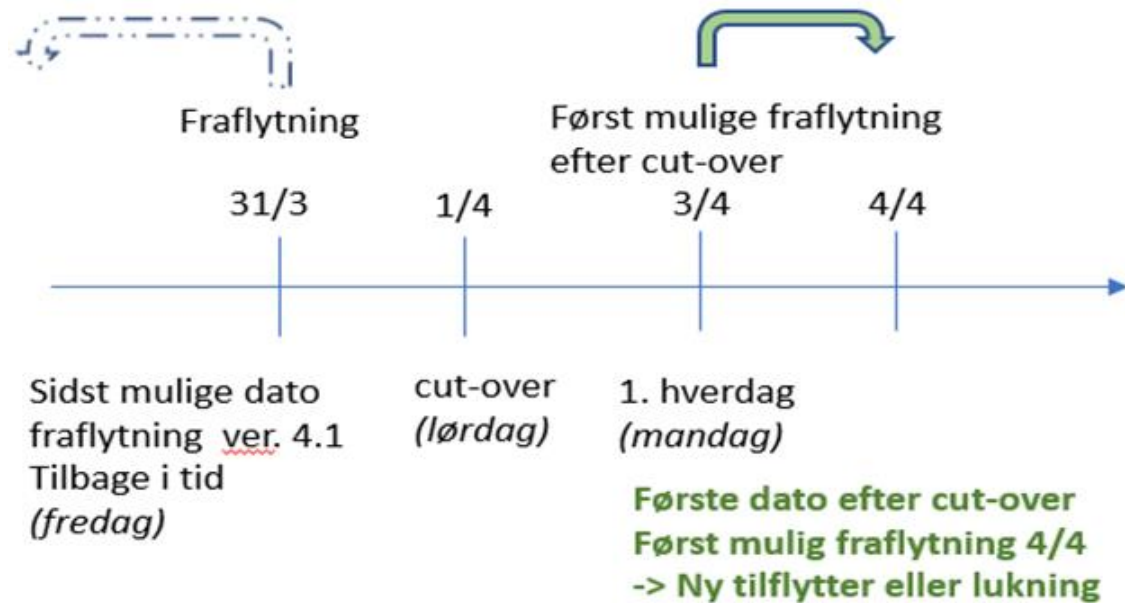 Fraflytning
Først mulige fraflytning
efter cut-over
31/3
1/4
3/4
4/4
Sidst mulige dato
fraflytning ver. 4.1
Tilbage i tid
(fredag)
cut-over
(lørdag)
1. hverdag
(mandag)
Første dato efter cut-over
Først mulig fraflytning 4/4
-> Ny tilflytter eller lukning